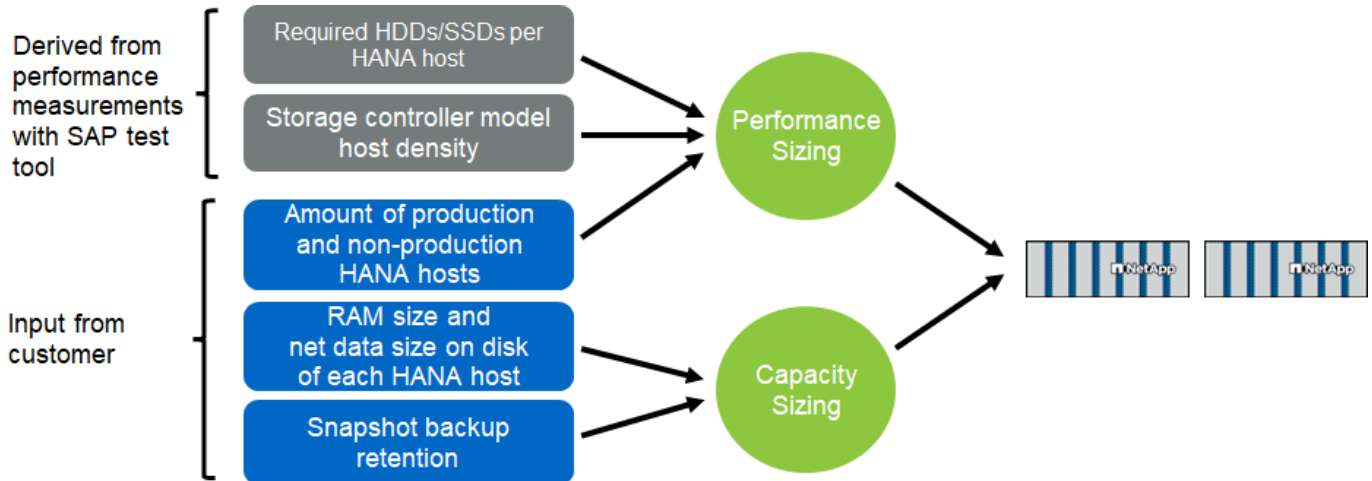 Derived from
performance
measurements
with SAP test
tool
Required HDDs/SSDs per
HANA host
Storage controller model
host density
Amount of production
and non-production
HANA hosts
Input from
customer
RAM size and
net data size on disk
of each HANA host
Snapshot backup
retention
Performance
Sizing
Capacity
Sizing
NetApp
NetApp